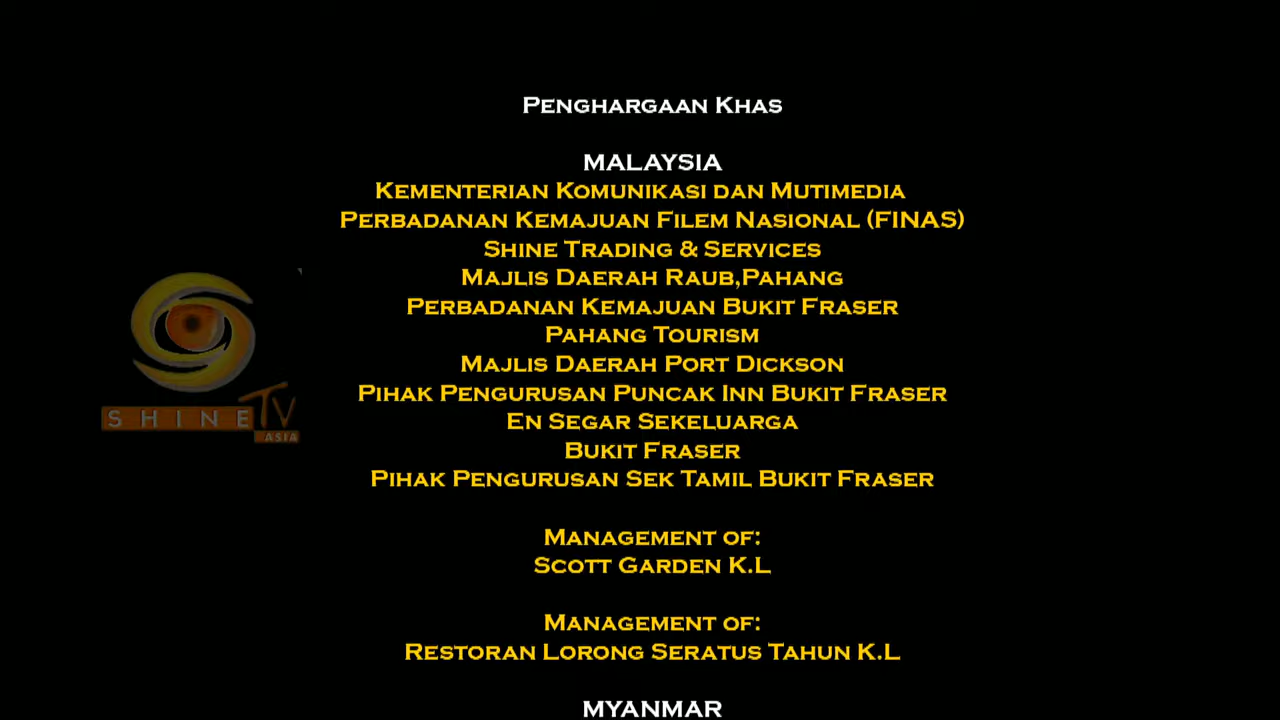 Penghargaan Khas
MALAYSIA
Kementerian Komunikasi dan Mutimedia
Perbadanan Kemajuan Filem Nasional (FINAS)
Shine Trading & Services
Majlis Daerah Raub,Pahang
Perbadanan Kemajuan Bukit Fraser
Pahang Tourism
Majlis Daerah Port Dickson
Pihak Pengurusan Puncak Inn Bukit Fraser
En Segar Sekeluarga
Bukit Fraser
Pihak Pengurusan Sek Tamil Bukit Fraser
Management of:
Scott Garden K.L
Management of:
Restoran Lorong Seratus Tahun K.L
MYANMAR
SHINE TV
ASIA